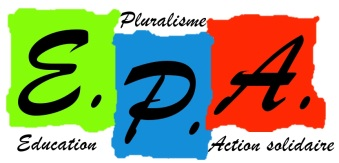 Pluralisme
E. P. A.
Education Action solidaire